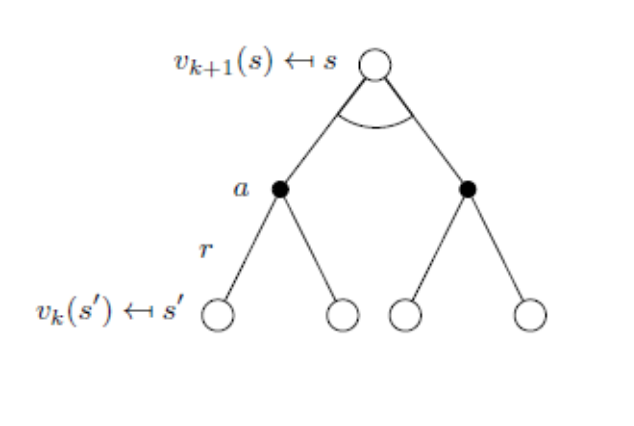 v_{k+1}(s) ↤ s
a
r
v_k(s′) ↤ s′